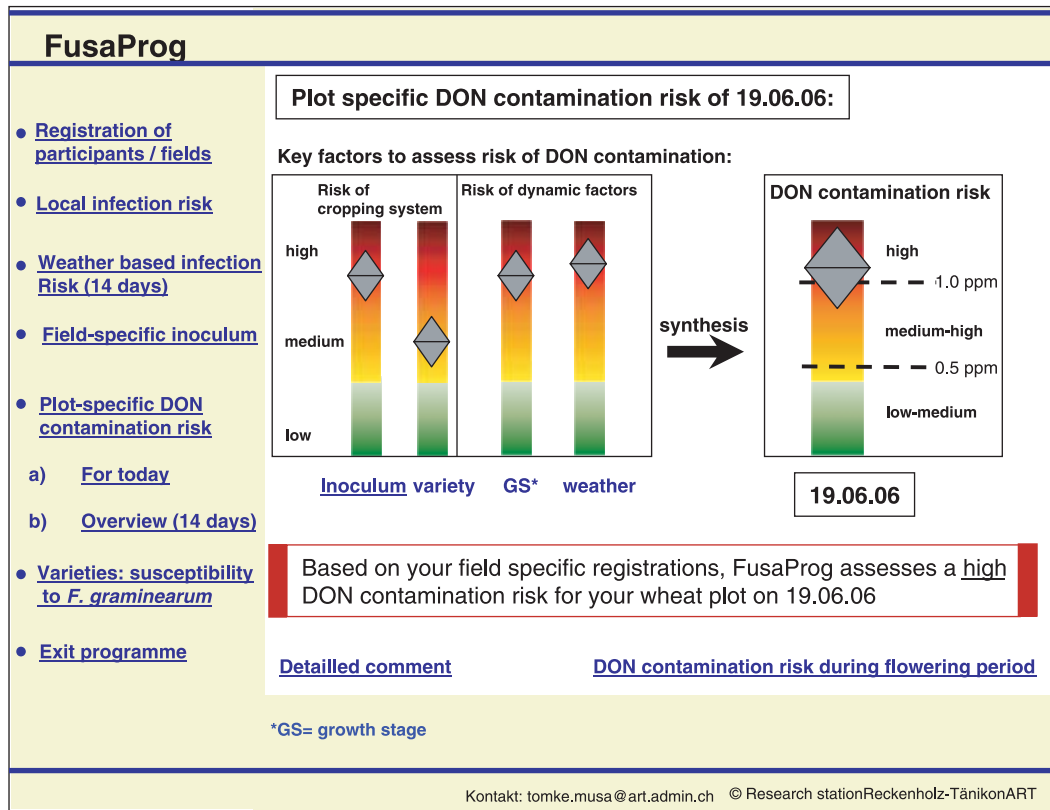 FusaProg
Registration of
participants / fields
Local infection risk
Weather based infection
Risk (14 days)
Field-specific inoculum
Plot-specific DON
contamination risk
a) For today
b) Overview (14 days)
Varieties: susceptibility
to F. graminearum
Exit programme
Plot specific DON contamination risk of 19.06.06:
Key factors to assess risk of DON contamination:
Risk of
cropping system
Risk of dynamic factors
high
medium
low
Inoculum variety GS* weather
synthesis
DON contamination risk
high
1.0 ppm
medium-high
0.5 ppm
low-medium
19.06.06
Based on your field specific registrations, FusaProg assesses a high
DON contamination risk for your wheat plot on 19.06.06
Detailled comment
DON contamination risk during flowering period
*GS= growth stage
Kontakt: tomke.musa@art.admin.ch © Research stationReckenholz-TänikonART